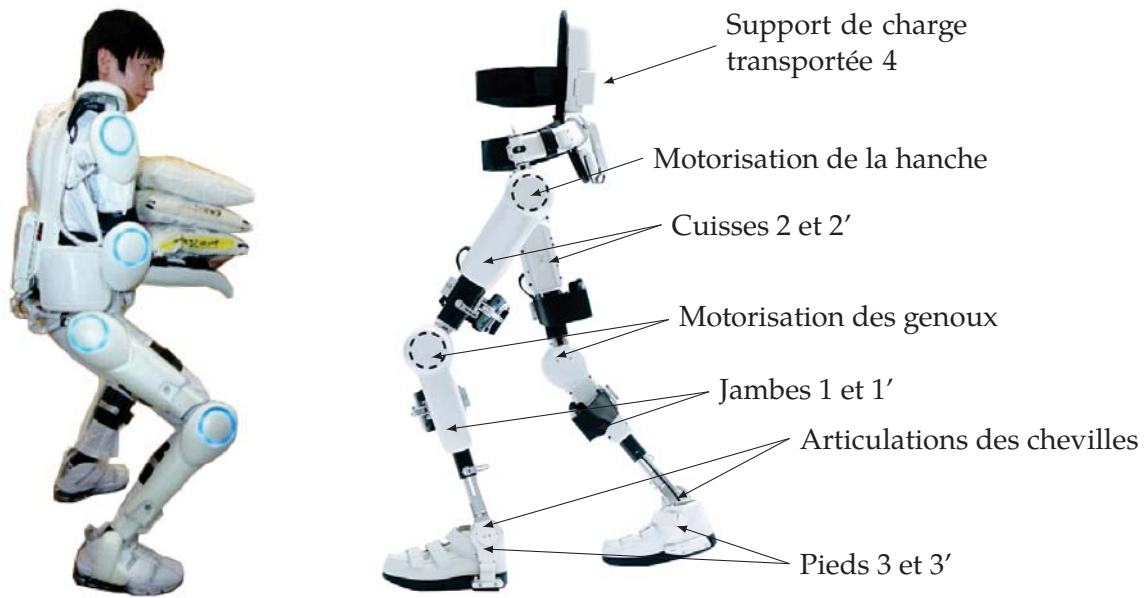 Support de charge
transportée 4
Motorisation de la hanche
Cuisses 2 et 2’
Motorisation des genoux
Jambes 1 et 1’
Articulations des chevilles
Pieds 3 et 3’